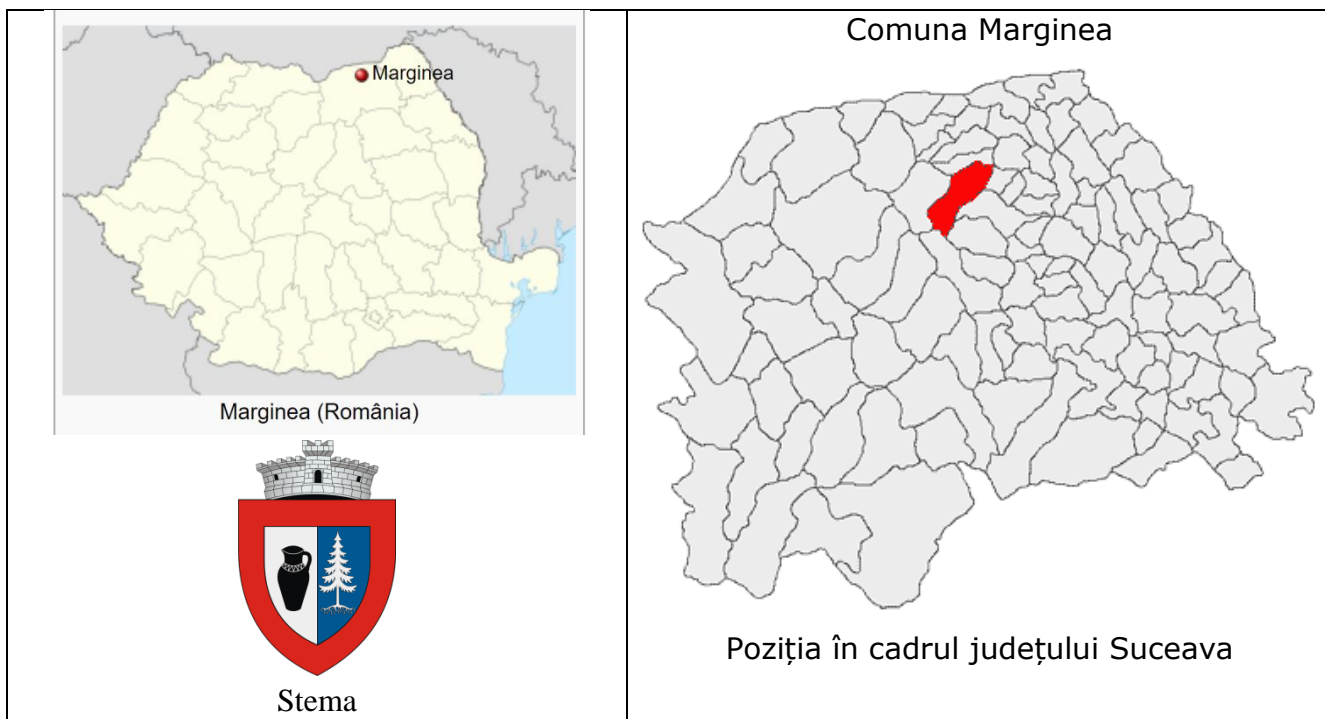 Marginea
Marginea (România)
Stema
Comuna Marginea
Poziția în cadrul județului Suceava